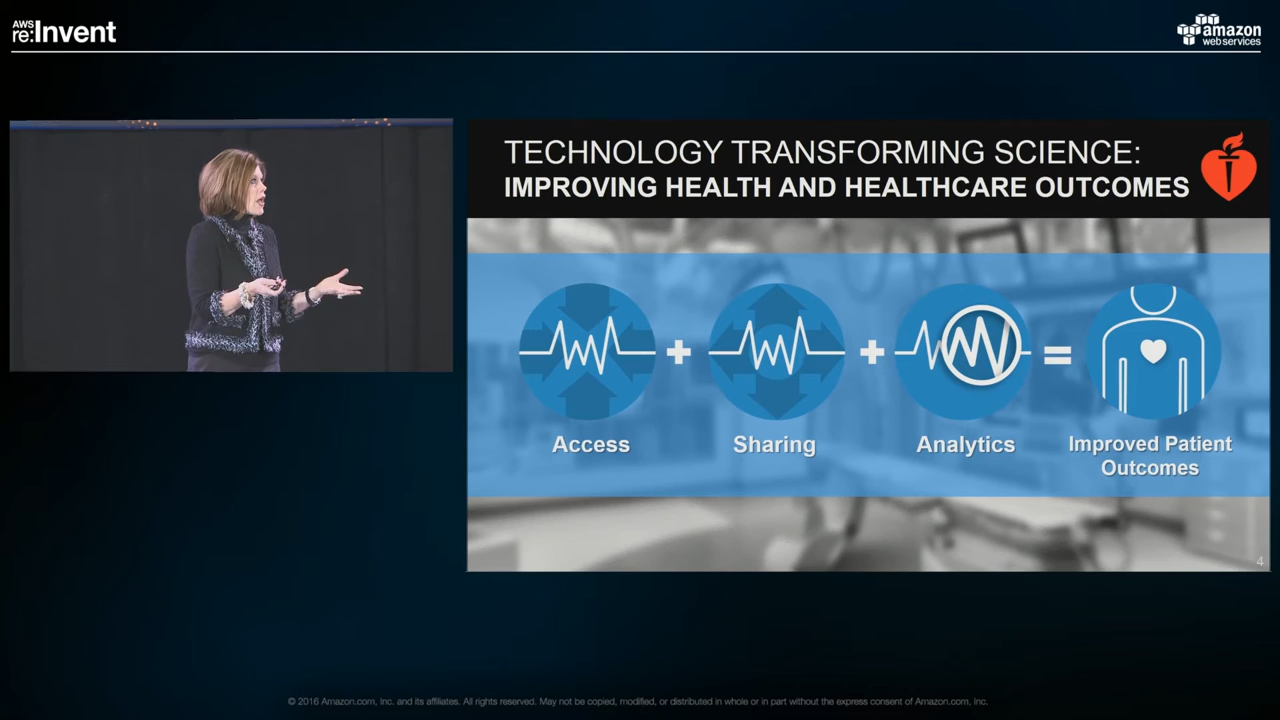 AWS
re:Invent
amazon
web services
TECHNOLOGY TRANSFORMING SCIENCE:
IMPROVING HEALTH AND HEALTHCARE OUTCOMES
+ + =
Access
Sharing
Analytics
Improved Patient
Outcomes
4
© 2016 Amazon.com, Inc. and its affiliates. All rights reserved. May not be copied, modified, or distributed in whole or in part without the express consent of Amazon.com, Inc.